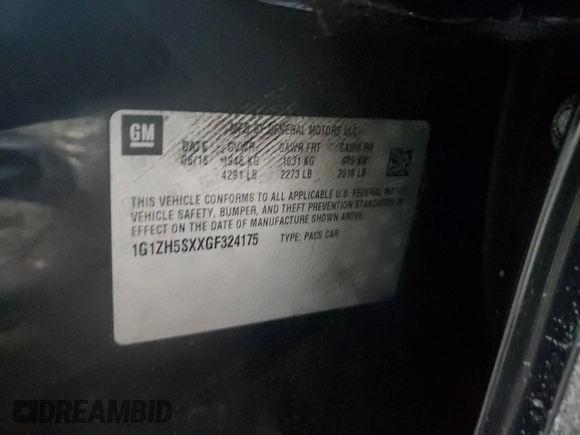 GM
MFD BY GENERAL MOTORS LLC
DATE GVWR GAWR FRT GAWR RR
1946 KG 1031 KG 915 KG
4291 LB 2273 LB 2018 LB
THIS VEHICLE CONFORMS TO ALL APPLICABLE U.S. FEDERAL MOTOR
VEHICLE SAFETY, BUMPER, AND THEFT PREVENTION STANDARDS IN
EFFECT ON THE DATE OF MANUFACTURE SHOWN ABOVE.
1G1ZH5SXXGF324175 TYPE: PASS CAR
DREAMBID